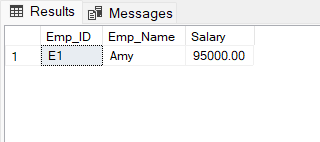 Results Messages
Emp_ID Emp_Name Salary
1 E1 Amy 95000.00